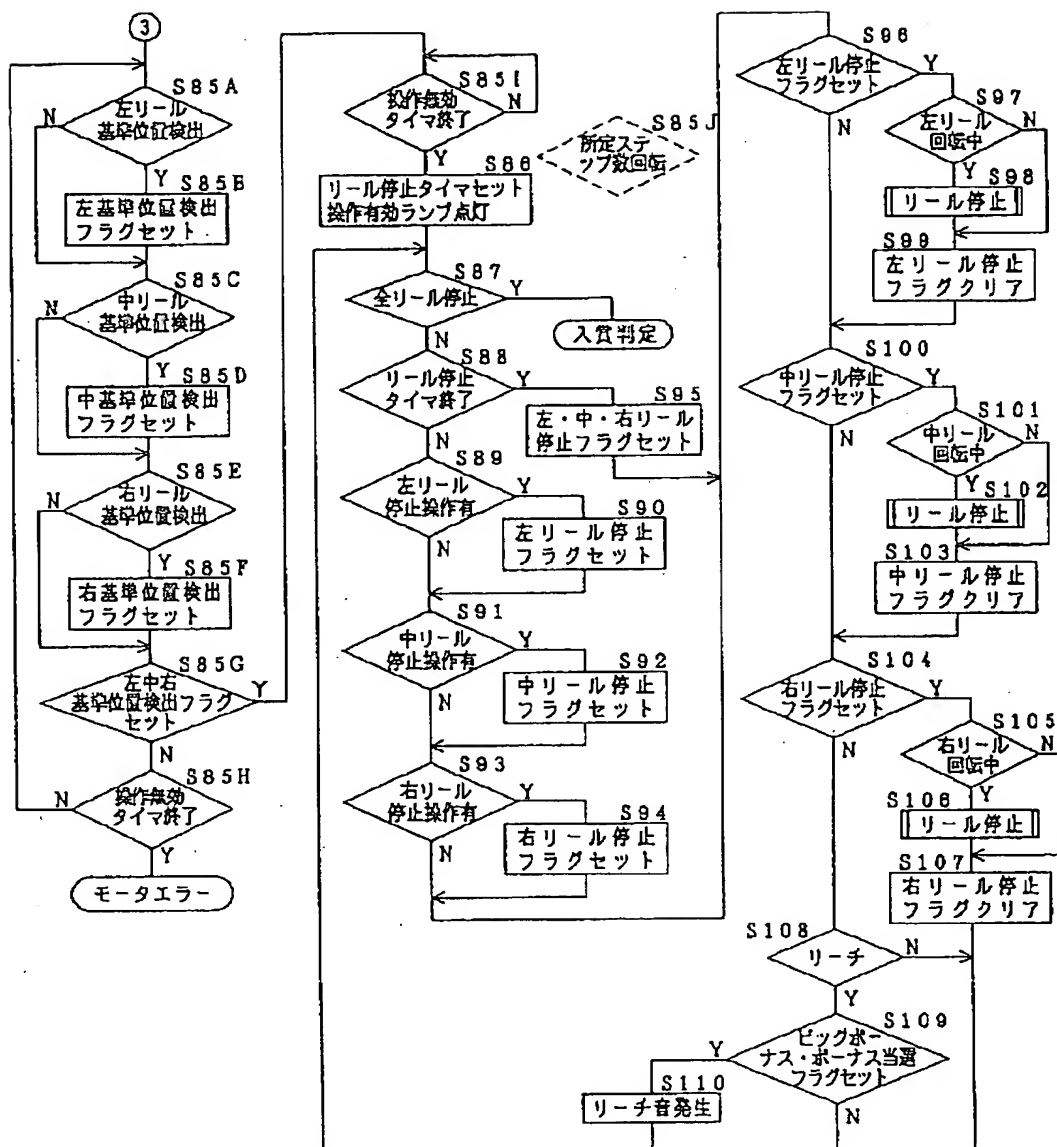 3
S85A
左リール
基準位置検出
N
Y
S85B
左基準位置検出
フラグセット
S85C
中リール
基準位置検出
N
Y
S85D
中基準位置検出
フラグセット
S85E
右リール
基準位置検出
N
Y
S85F
右基準位置検出
フラグセット
S85G
左中右
基準位置検出フラグ
セット
Y
N
S85H
操作無効
タイマ終了
N
Y
モータエラー
S85I
操作無効
タイマ終了
N
Y
S85J
所定ステ
ップ数回転
S86
リール停止タイマセット
操作有効ランプ点灯
S87
全リール停止
Y
入賞判定
N
S88
リール停止
タイマ終了
Y
S95
左・中・右リール
停止フラグセット
N
S89
左リール
停止操作有
Y
S90
左リール停止
フラグセット
N
S91
中リール
停止操作有
Y
S92
中リール停止
フラグセット
N
S93
右リール
停止操作有
Y
S94
右リール停止
フラグセット
N
S96
左リール停止
フラグセット
Y
N
S97
左リール
回転中
N
Y
S98
リール停止
S99
左リール停止
フラグクリア
S100
中リール停止
フラグセット
Y
N
S101
中リール
回転中
N
Y
S102
リール停止
S103
中リール停止
フラグクリア
S104
右リール停止
フラグセット
Y
N
S105
右リール
回転中
N
Y
S106
リール停止
S107
右リール停止
フラグクリア
S108
リーチ
N
Y
S109
ビッグボー
ナス・ボーナス当選
フラグセット
Y
N
S110
リーチ音発生